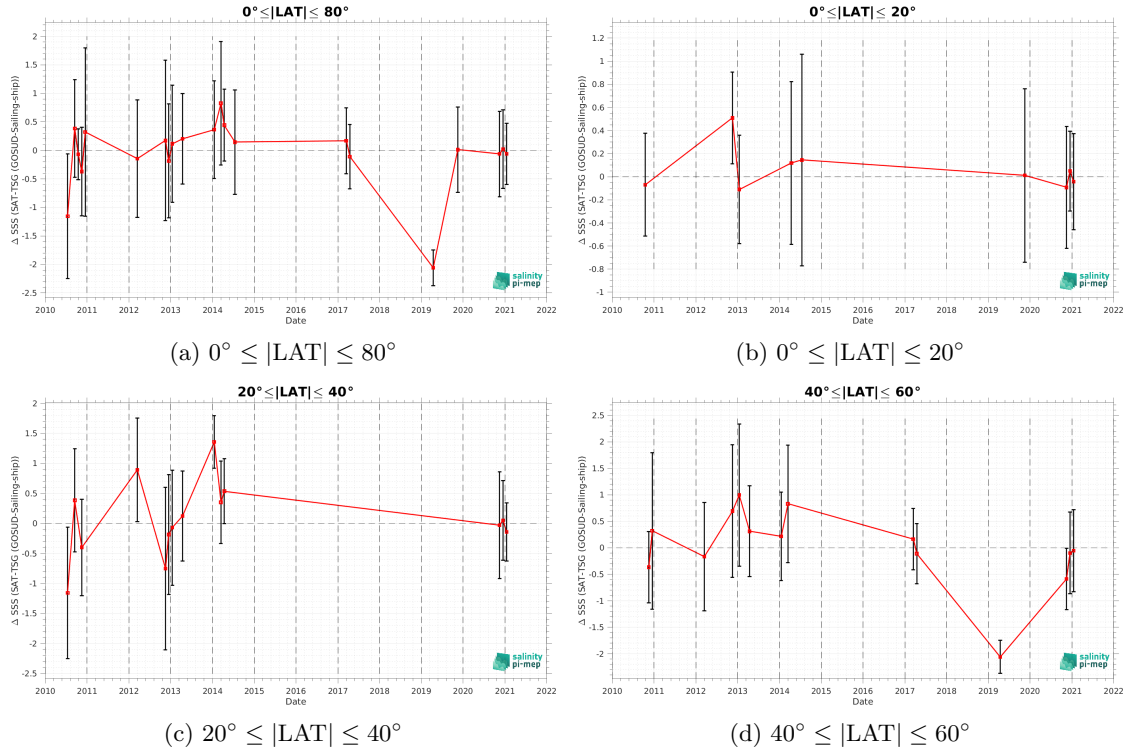 0°≤|LAT|≤ 80°
Δ SSS (SAT-TSG (GOSUD-Sailing-ship))
2
1.5
1
0.5
0
-0.5
-1
-1.5
-2
-2.5
2010 2011 2012 2013 2014 2015 2016 2017 2018 2019 2020 2021 2022
Date
salinity
pi-mep
(a) 0° ≤ |LAT| ≤ 80°
0°≤|LAT|≤ 20°
Δ SSS (SAT-TSG (GOSUD-Sailing-ship))
1.2
1
0.8
0.6
0.4
0.2
0
-0.2
-0.4
-0.6
-0.8
-1
2010 2011 2012 2013 2014 2015 2016 2017 2018 2019 2020 2021 2022
Date
salinity
pi-mep
(b) 0° ≤ |LAT| ≤ 20°
20°≤|LAT|≤ 40°
Δ SSS (SAT-TSG (GOSUD-Sailing-ship))
2
1.5
1
0.5
0
-0.5
-1
-1.5
-2
-2.5
2010 2011 2012 2013 2014 2015 2016 2017 2018 2019 2020 2021 2022
Date
salinity
pi-mep
(c) 20° ≤ |LAT| ≤ 40°
40°≤|LAT|≤ 60°
Δ SSS (SAT-TSG (GOSUD-Sailing-ship))
2.5
2
1.5
1
0.5
0
-0.5
-1
-1.5
-2
2010 2011 2012 2013 2014 2015 2016 2017 2018 2019 2020 2021 2022
Date
salinity
pi-mep
(d) 40° ≤ |LAT| ≤ 60°